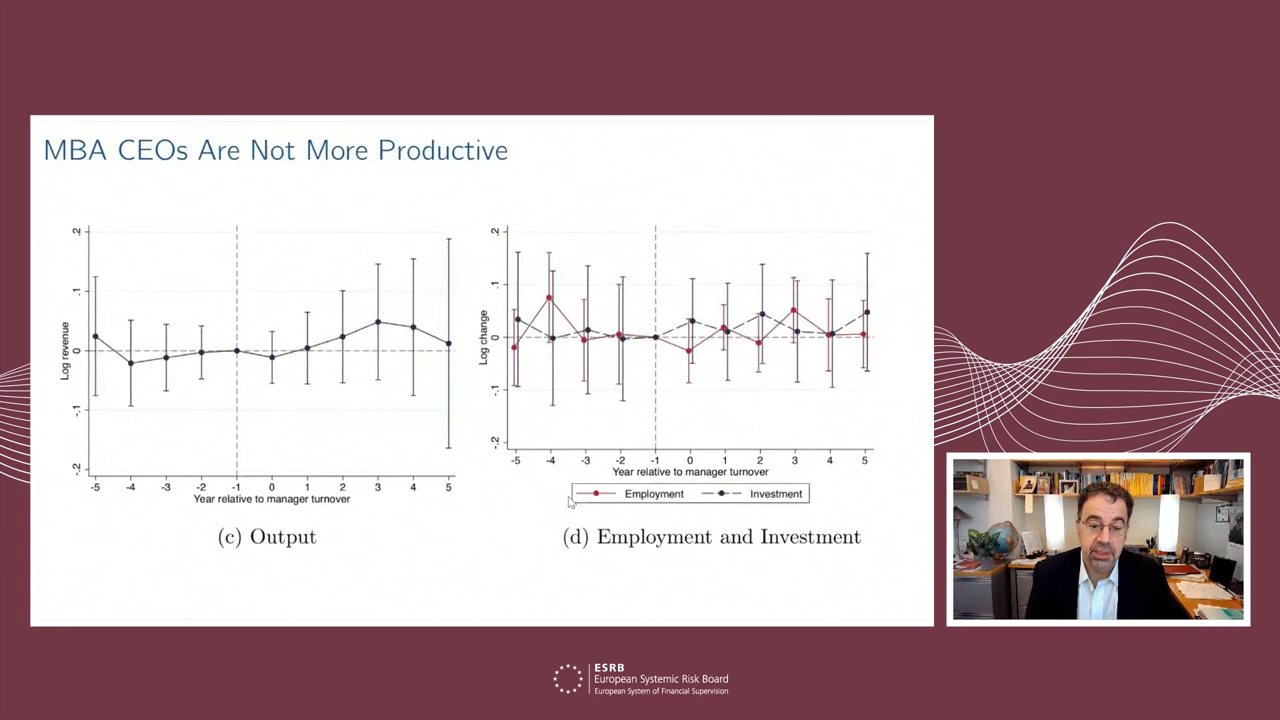 MBA CEOs Are Not More Productive
.2
.1
0
-.1
-.2
Log revenue
-5 -4 -3 -2 -1 0 1 2 3 4 5
Year relative to manager turnover
(c) Output
.2
.1
0
-.1
-.2
Log change
-5 -4 -3 -2 -1 0 1 2 3 4 5
Year relative to manager turnover
Employment Investment
(d) Employment and Investment
ESRB
European Systemic Risk Board
European System of Financial Supervision